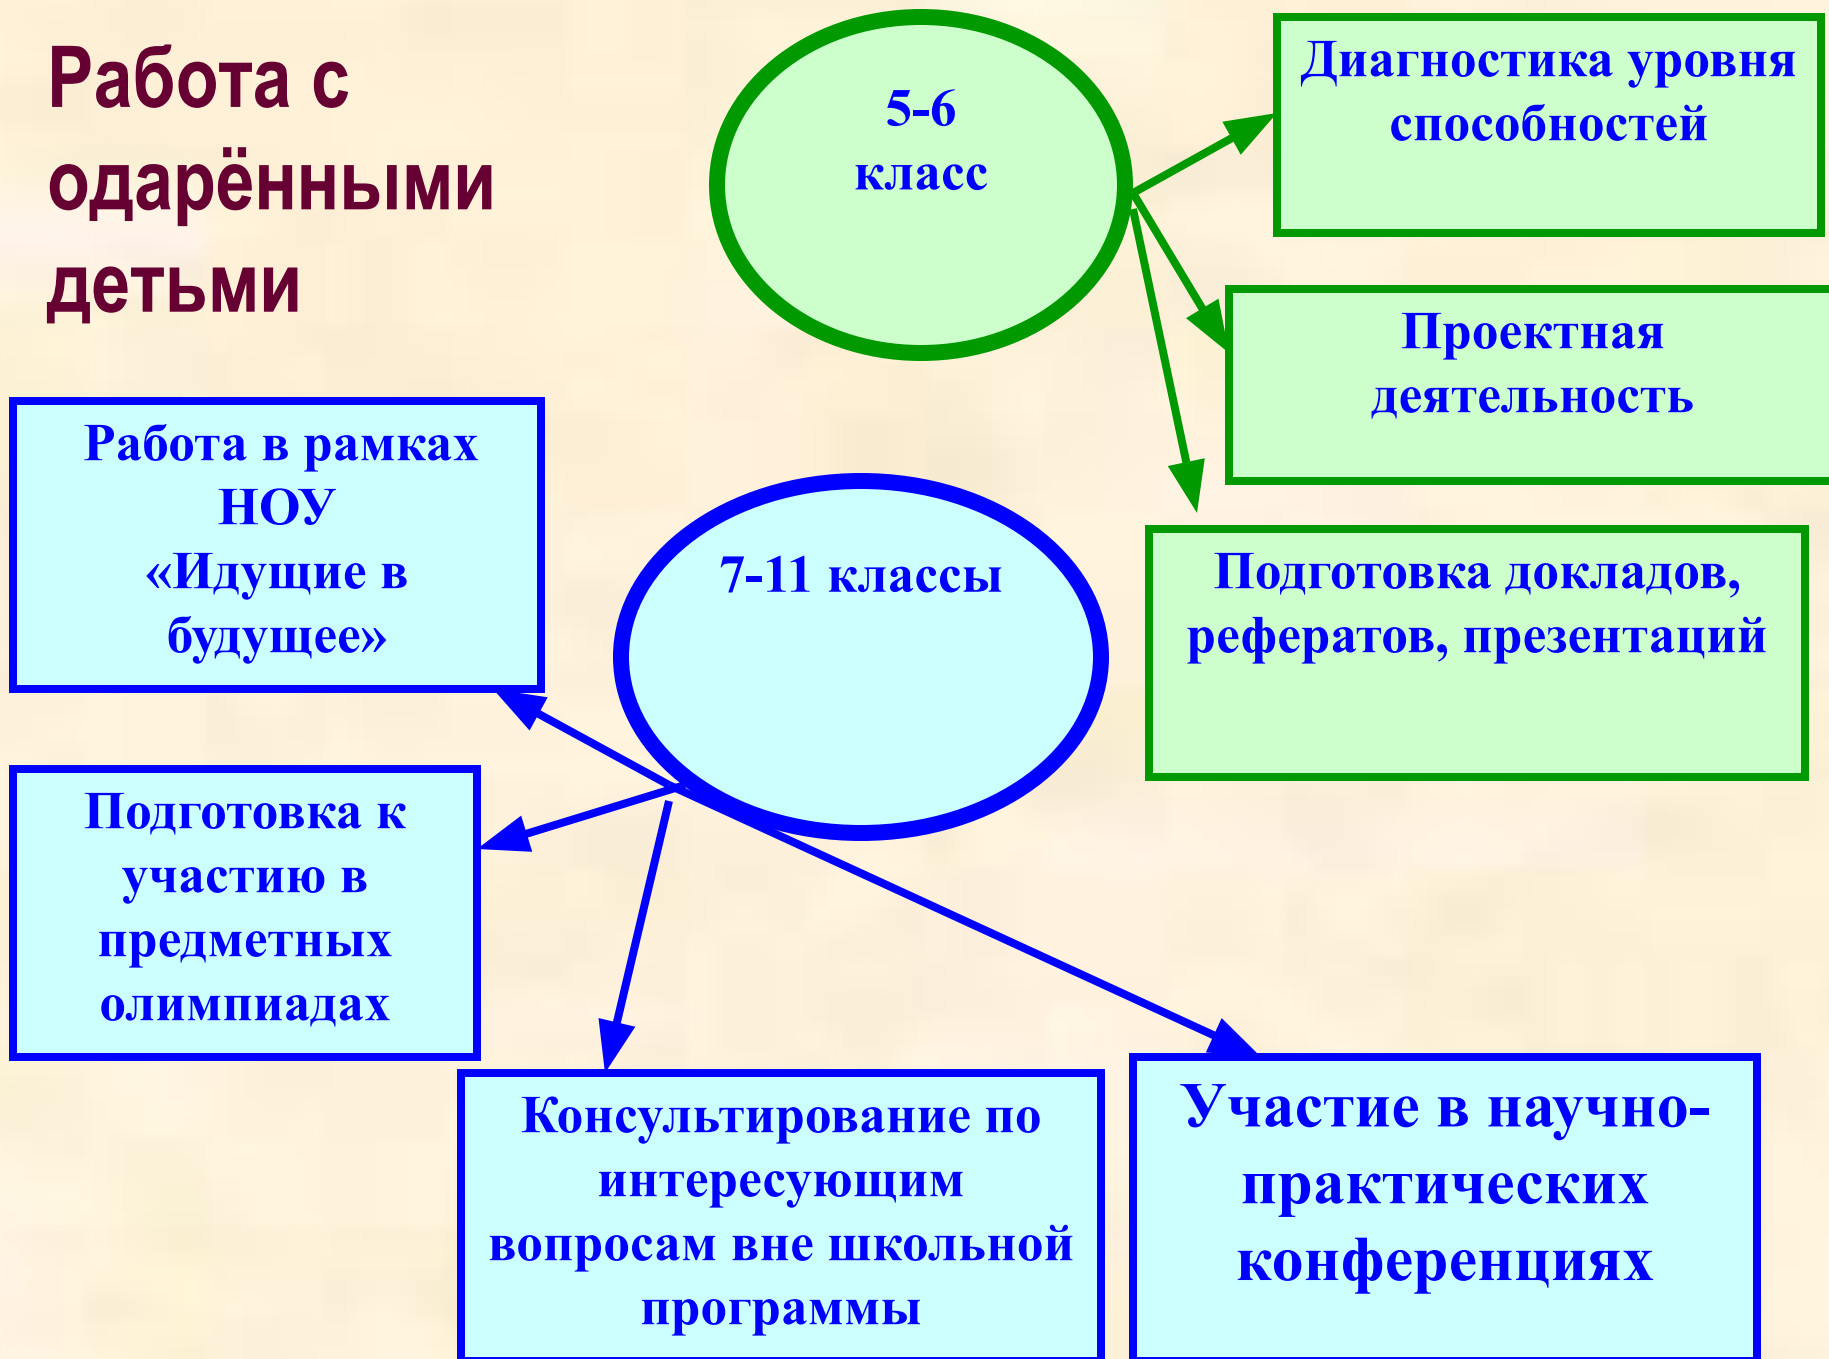 Работа с
одарёнными
детьми
5-6
класс
Диагностика уровня
способностей
Проектная
деятельность
Подготовка докладов,
рефератов, презентаций
Работа в рамках
НОУ
«Идущие в
будущее»
7-11 классы
Подготовка к
участию в
предметных
олимпиадах
Консультирование по
интересующим
вопросам вне школьной
программы
Участие в научно-
практических
конференциях